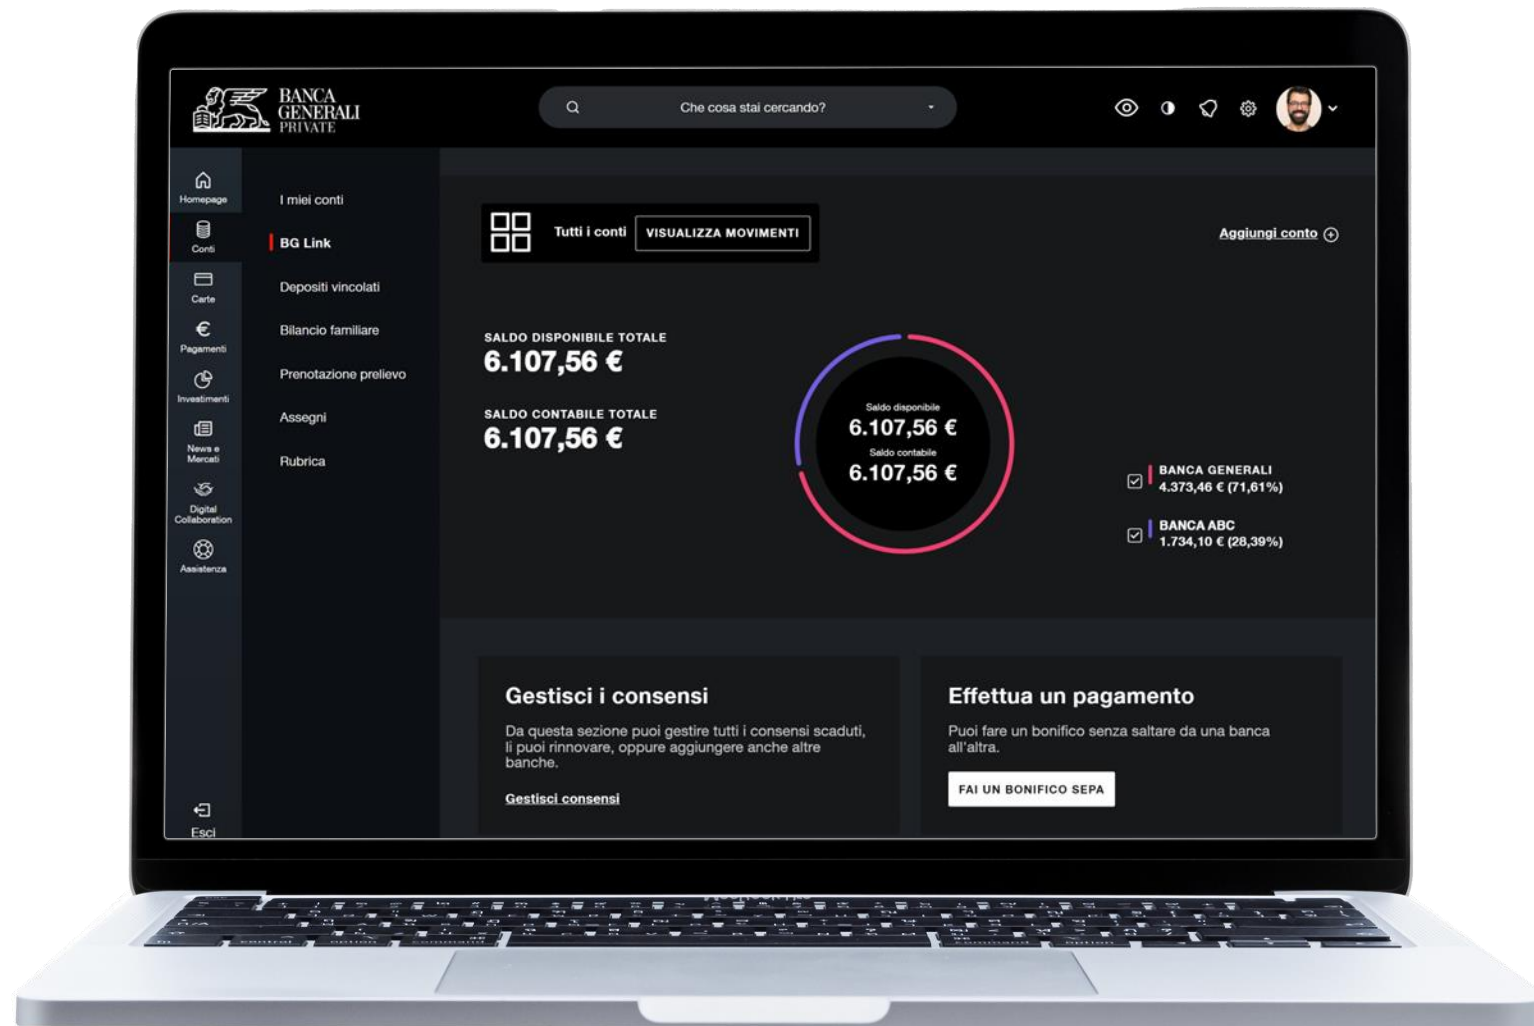 BANCA
GENERALI
PRIVATE
Che cosa stai cercando?
Homepage
Conti
Carte
Pagamenti
Investimenti
News e
Mercati
Digital
Collaboration
Assistenza
Esci
I miei conti
BG Link
Depositi vincolati
Bilancio familiare
Prenotazione prelievo
Assegni
Rubrica
Tutti i conti
VISUALIZZA MOVIMENTI
Aggiungi conto
SALDO DISPONIBILE TOTALE
6.107,56 €
SALDO CONTABILE TOTALE
6.107,56 €
Saldo disponibile
6.107,56 €
Saldo contabile
6.107,56 €
BANCA GENERALI
4.373,46 € (71,61%)
BANCA ABC
1.734,10 € (28,39%)
Gestisci i consensi
Da questa sezione puoi gestire tutti i consensi scaduti,
li puoi rinnovare, oppure aggiungere anche altre
banche.
Gestisci consensi
Effettua un pagamento
Puoi fare un bonifico senza saltare da una banca
all'altra.
FAI UN BONIFICO SEPA
control option command
command option